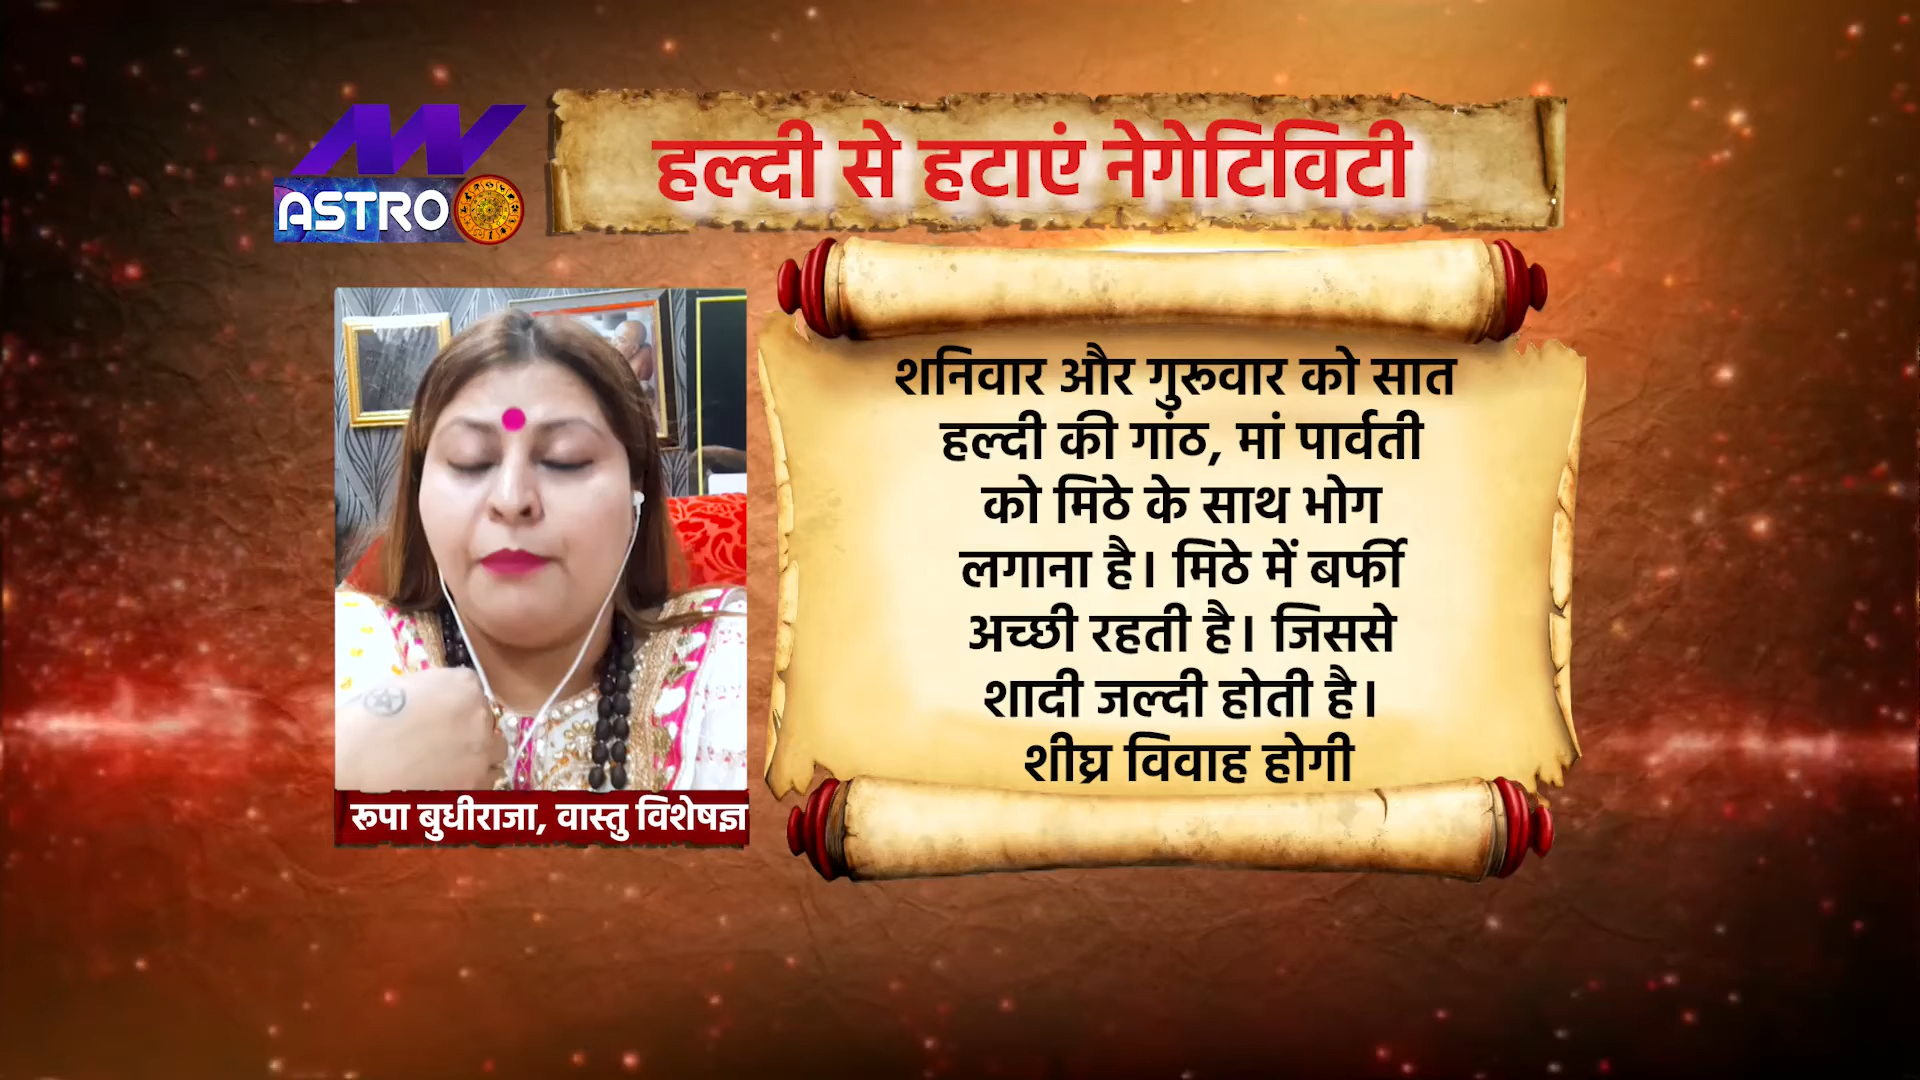 ASTRO
हल्दी से हटाएं नेगेटिविटी
शनिवार और गुरूवार को सात
हल्दी की गांठ, मां पार्वती
को मिठे के साथ भोग
लगाना है। मिठे में बर्फी
अच्छी रहती है। जिससे
शादी जल्दी होती है।
शीघ्र विवाह होगी
रूपा बुधीराजा, वास्तु विशेषज्ञ